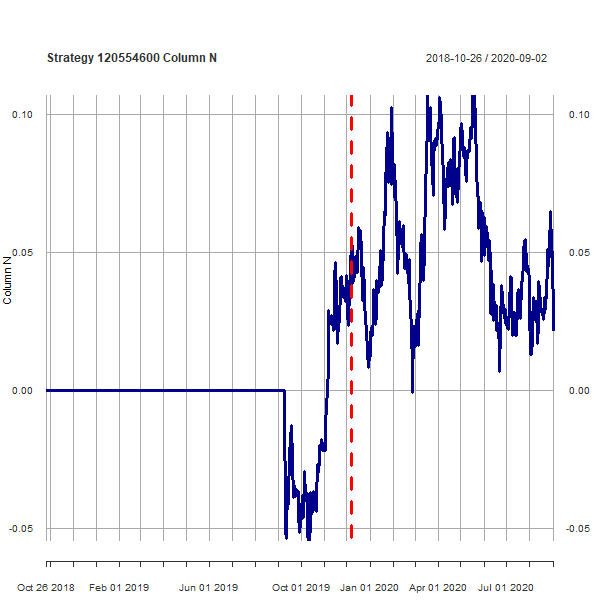 Strategy 120554600 Column N
2018-10-26 / 2020-09-02
0.10 0.10
0.05 0.05
Column N
0.00 0.00
-0.05 -0.05
Oct 26 2018 Feb 01 2019 Jun 01 2019 Oct 01 2019 Jan 01 2020 Apr 01 2020 Jul 01 2020